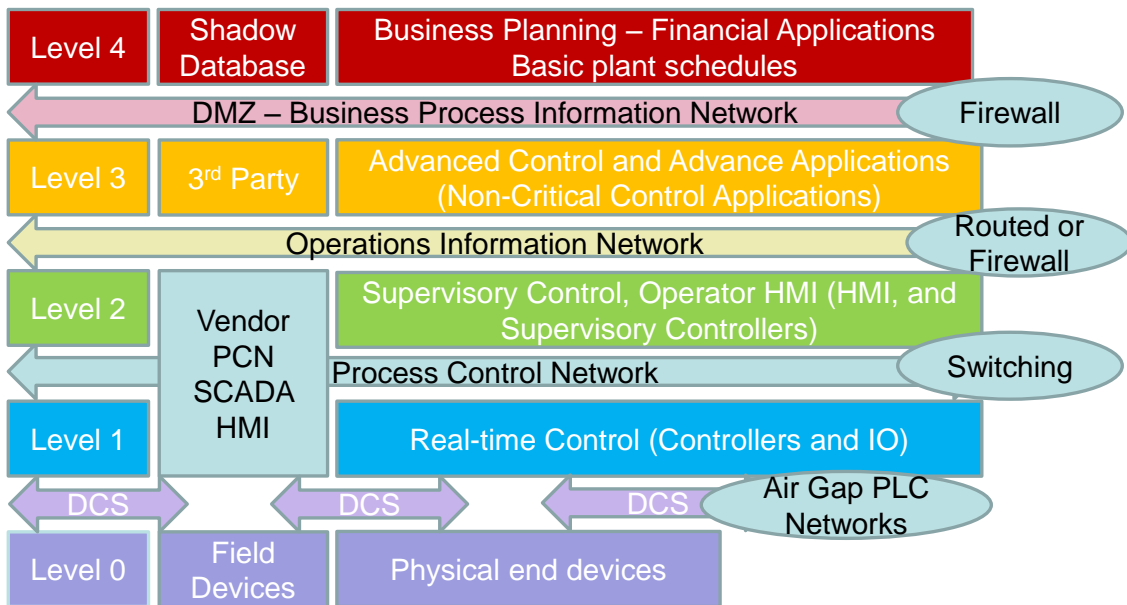 Level 4
Shadow
Database
Business Planning – Financial Applications
Basic plant schedules
DMZ – Business Process Information Network
Firewall
Level 3
3rd Party
Advanced Control and Advance Applications
(Non-Critical Control Applications)
Operations Information Network
Routed or
Firewall
Level 2
Vendor
PCN
SCADA
HMI
Supervisory Control, Operator HMI (HMI, and
Supervisory Controllers)
Process Control Network
Switching
Level 1
Real-time Control (Controllers and IO)
DCS
DCS
DCS
Air Gap PLC
Networks
Level 0
Field
Devices
Physical end devices